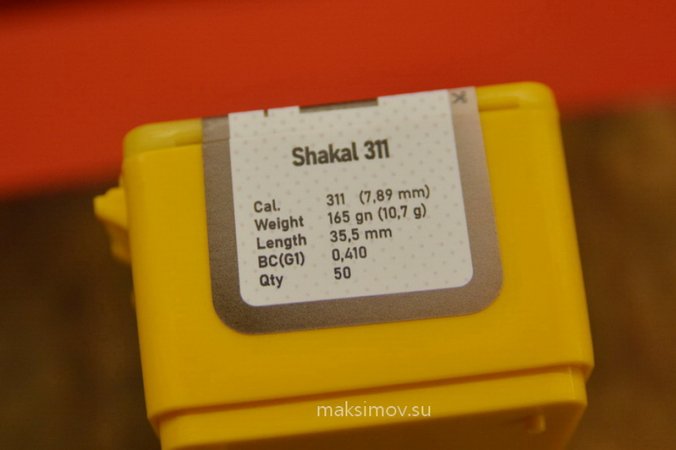 Shakal 311
Cal. 311 (7,89 mm)
Weight 165 gn (10,7 g)
Length 35,5 mm
BC(G1) 0,410
Qty 50
maksimov.su